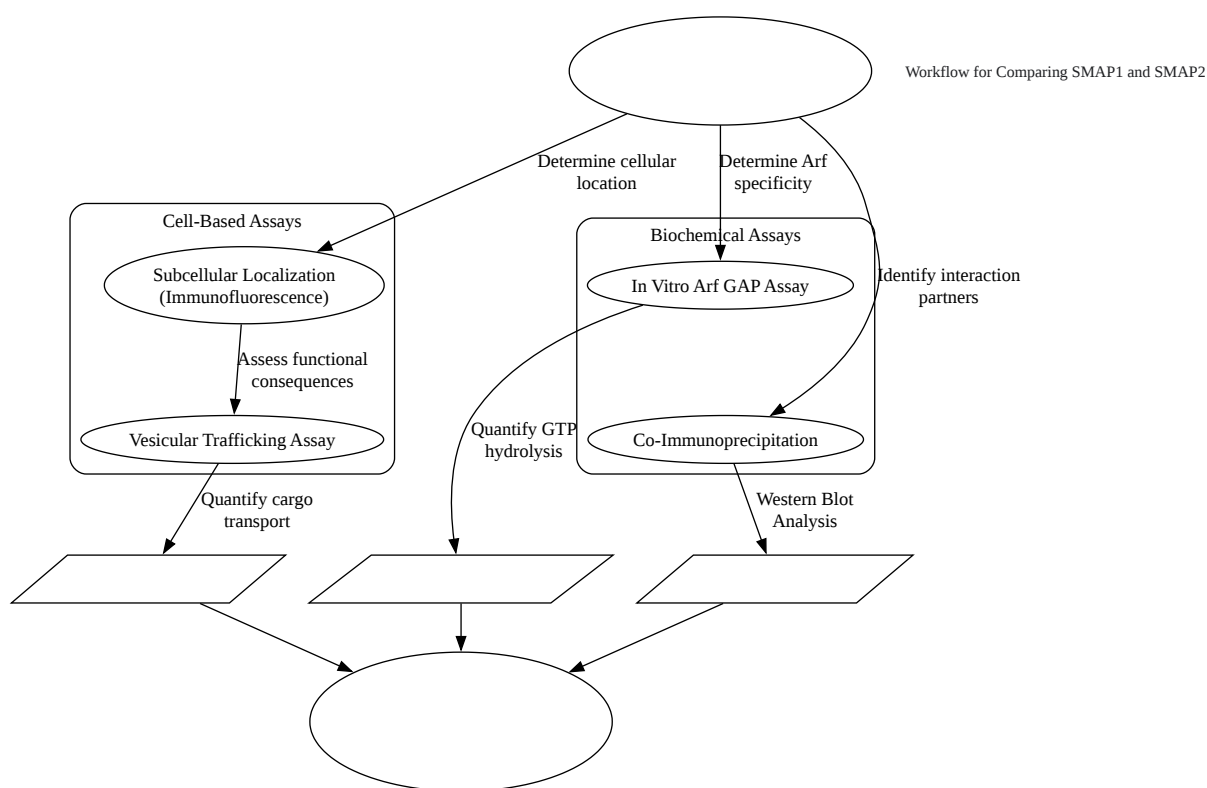 Workflow for Comparing SMAP1 and SMAP2
Determine cellular
location
Determine Arf
specificity
Cell-Based Assays
Biochemical Assays
Subcellular Localization
(Immunofluorescence)
In Vitro Arf GAP Assay
Identify interaction
partners
Assess functional
consequences
Vesicular Trafficking Assay
Quantify GTP
hydrolysis
Co-Immunoprecipitation
Quantify cargo
transport
Western Blot
Analysis